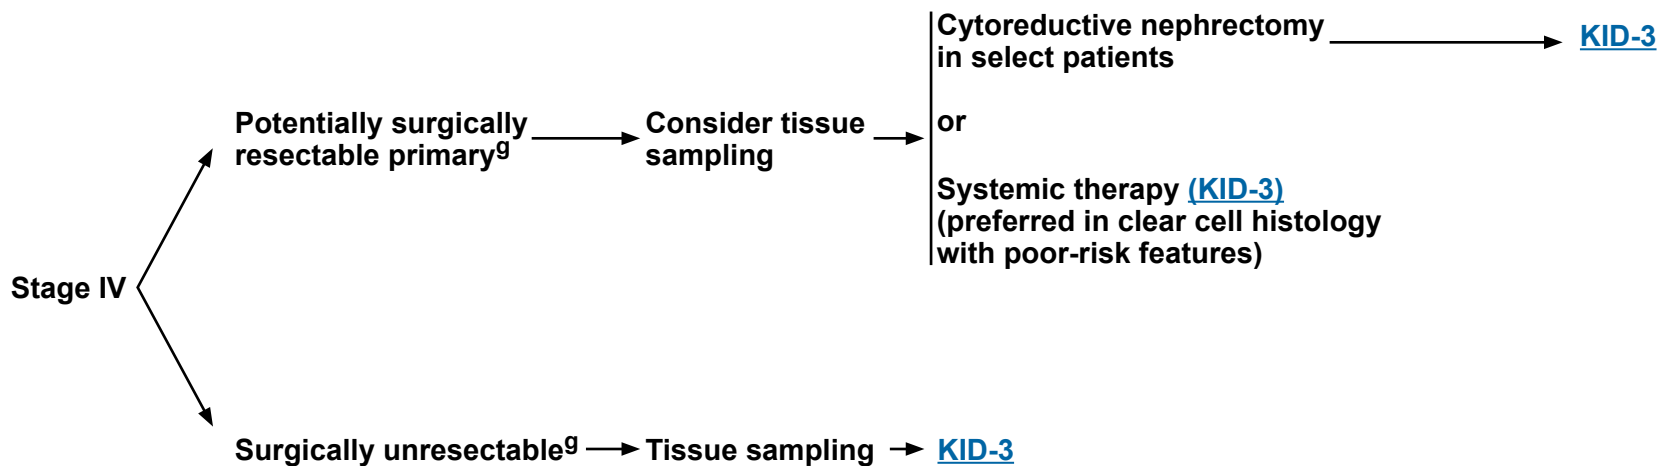 Stage IV
Potentially surgically
resectable primaryg
Consider tissue
sampling
Cytoreductive nephrectomy
in select patients
KID-3
or
Systemic therapy (KID-3)
(preferred in clear cell histology
with poor-risk features)
Surgically unresectableg
Tissue sampling
KID-3